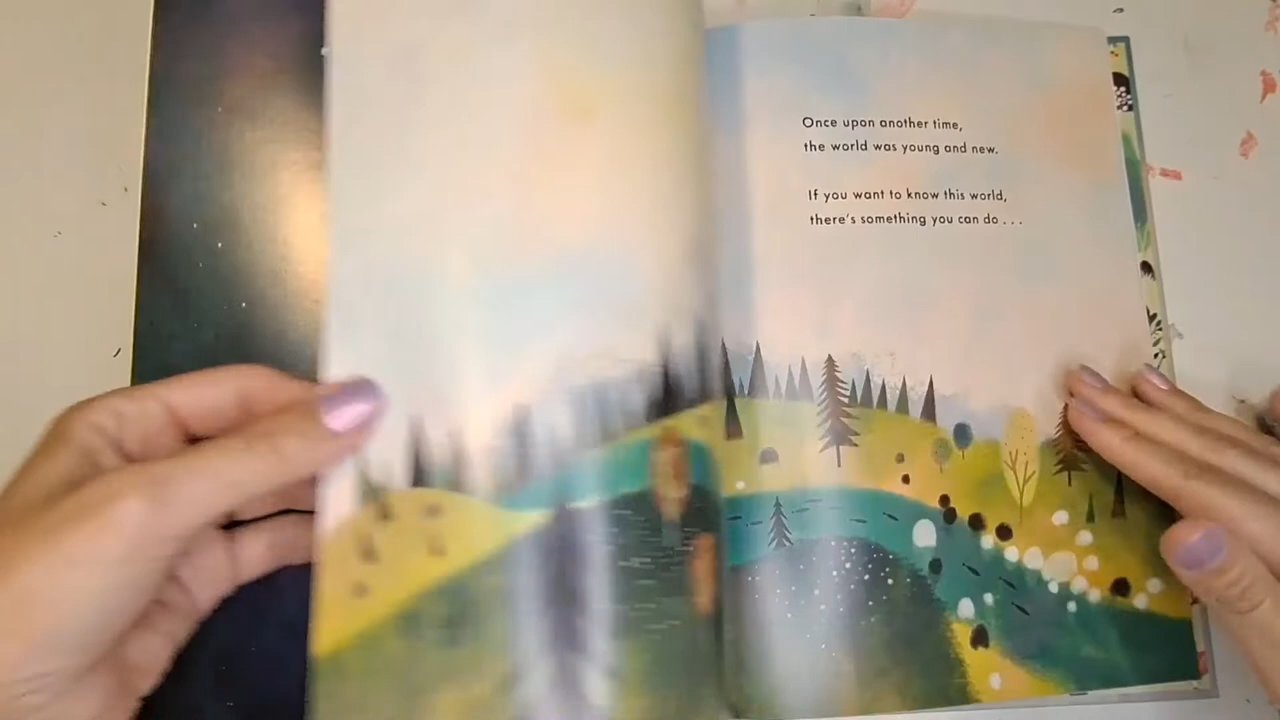 Once upon another time,
the world was young and new.
If you want to know this world,
there's something you can do . . .